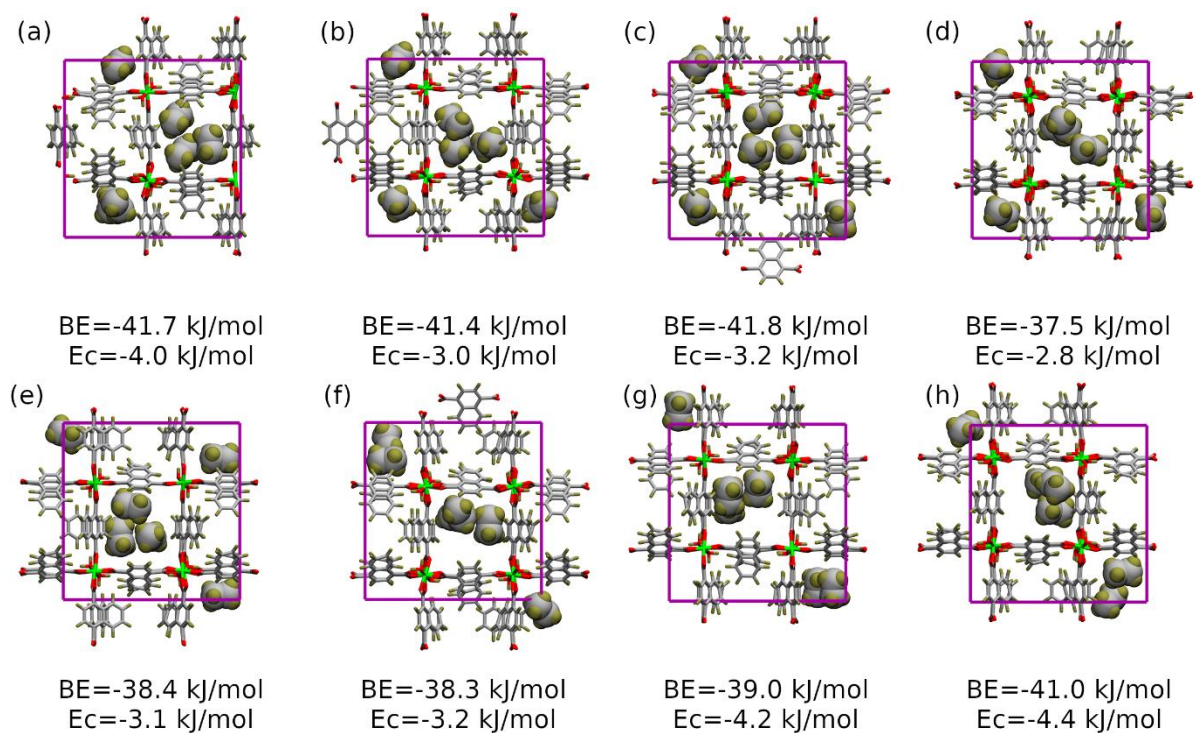 (a)
(b)
(c)
(d)
BE=-41.7 kJ/mol
Ec=-4.0 kJ/mol
BE=-41.4 kJ/mol
Ec=-3.0 kJ/mol
BE=-41.8 kJ/mol
Ec=-3.2 kJ/mol
BE=-37.5 kJ/mol
Ec=-2.8 kJ/mol
(e)
(f)
(g)
(h)
BE=-38.4 kJ/mol
Ec=-3.1 kJ/mol
BE=-38.3 kJ/mol
Ec=-3.2 kJ/mol
BE=-39.0 kJ/mol
Ec=-4.2 kJ/mol
BE=-41.0 kJ/mol
Ec=-4.4 kJ/mol